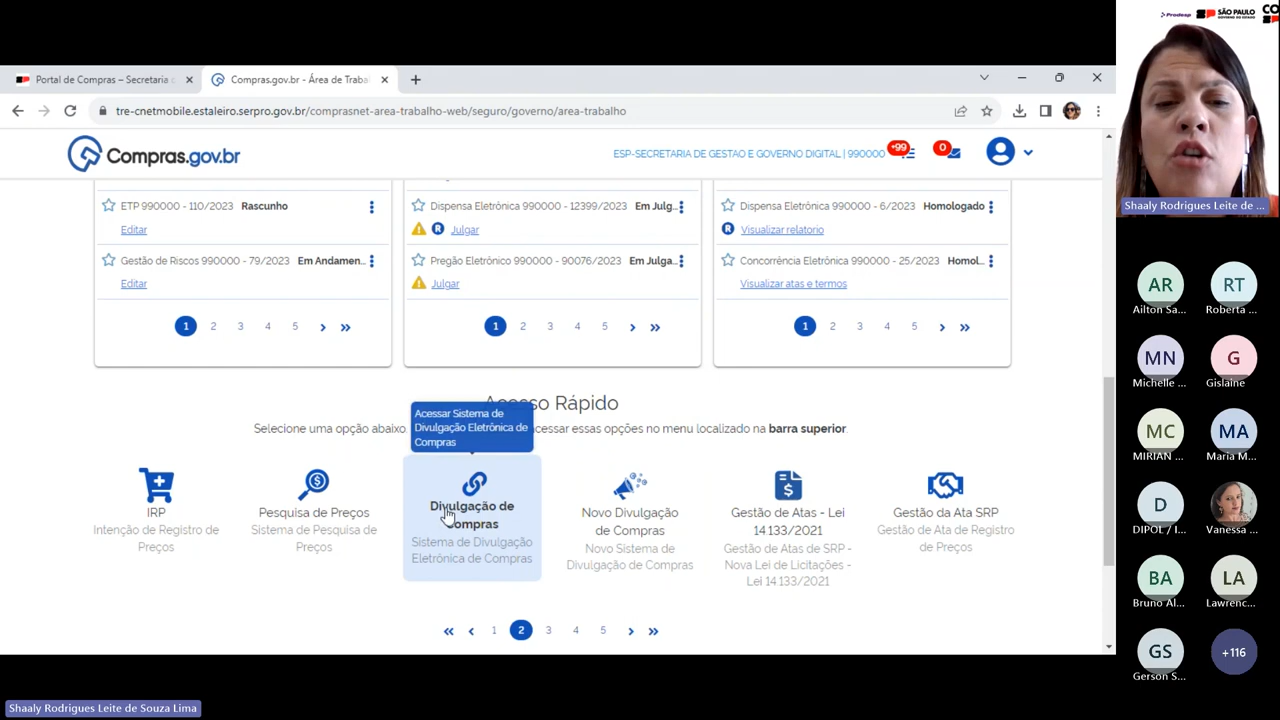 Portal de Compras – Secretaria
Compras.gov.br - Área de Traba
tre-cnetmobile.estaleiro.serpro.gov.br/comprasnet-area-trabalho-web/seguro/governo/area-trabalho
Compras.gov.br
ESP-SECRETARIA DE GESTAO E GOVERNO DIGITAL | 990000
+99
0
ETP 990000 - 110/2023 Rascunho
Editar
Gestão de Riscos 990000 - 79/2023 Em Andamen...
Editar
1 2 3 4 5
Dispensa Eletrônica 990000 - 12399/2023 Em Julg...
R Julgar
Pregão Eletrônico 990000 - 90076/2023 Em Julga...
Julgar
1 2 3 4 5
Dispensa Eletrônica 990000 - 6/2023 Homologado
R Visualizar relatorio
Concorrência Eletrônica 990000 - 25/2023 Homol...
Visualizar atas e termos
1 2 3 4 5
Acesso Rápido
Selecione uma opção abaixo acessar essas opções no menu localizado na barra superior.
Acessar Sistema de
Divulgação Eletrônica de
Compras
IRP
Intenção de Registro de
Preços
Pesquisa de Preços
Sistema de Pesquisa de
Preços
Divulgação de
Compras
Sistema de Divulgação
Eletrônica de Compras
Novo Divulgação
de Compras
Novo Sistema de
Divulgação de Compras
Gestão de Atas - Lei
14.133/2021
Gestão de Atas de SRP -
Nova Lei de Licitações -
Lei 14.133/2021
Gestão da Ata SRP
Gestão de Ata de Registro
de Preços
1 2 3 4 5
Prodesp
SÃO PAULO
GOVERNO DO ESTADO
CO
Shaaly Rodrigues Leite de ...
AR
Ailton Sa...
RT
Roberta ...
MN
Michelle ...
G
Gislaine
MC
MIRIAN ...
MA
Maria M...
D
DIPOL / I...
Vanessa ...
BA
Bruno Al...
LA
Lawrenc...
GS
Gerson S...
+116
Shaaly Rodrigues Leite de Souza Lima